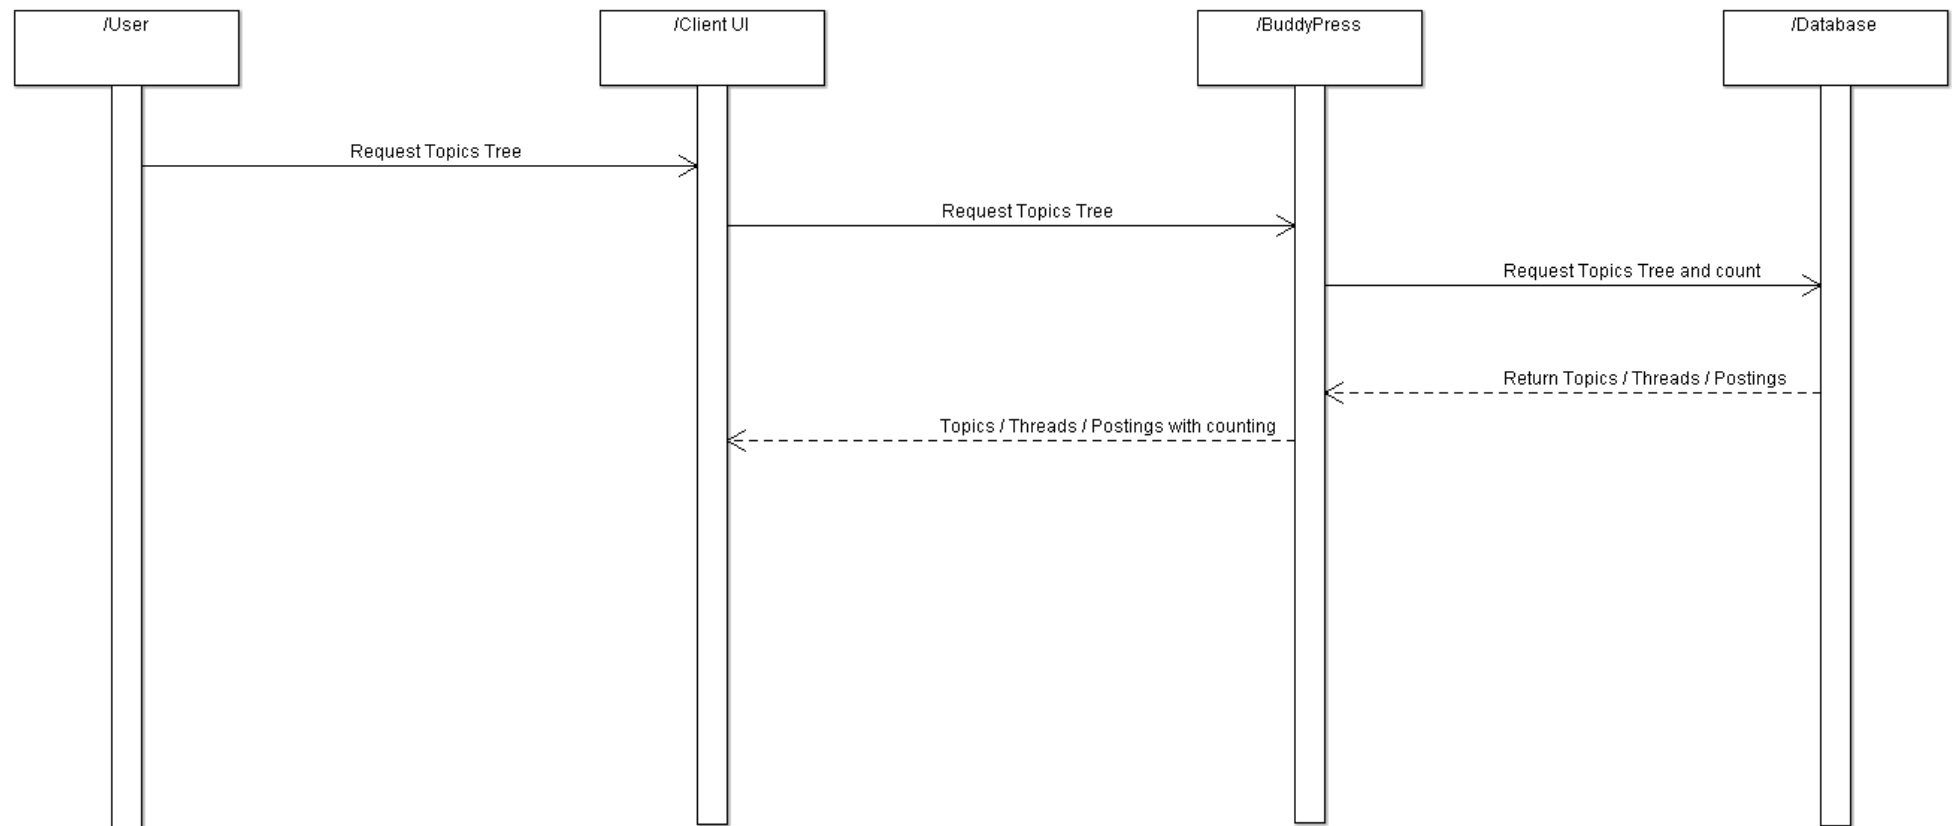 /User
/Client UI
/BuddyPress
/Database
Request Topics Tree
Request Topics Tree
Request Topics Tree and count
Return Topics / Threads / Postings
Topics / Threads / Postings with counting